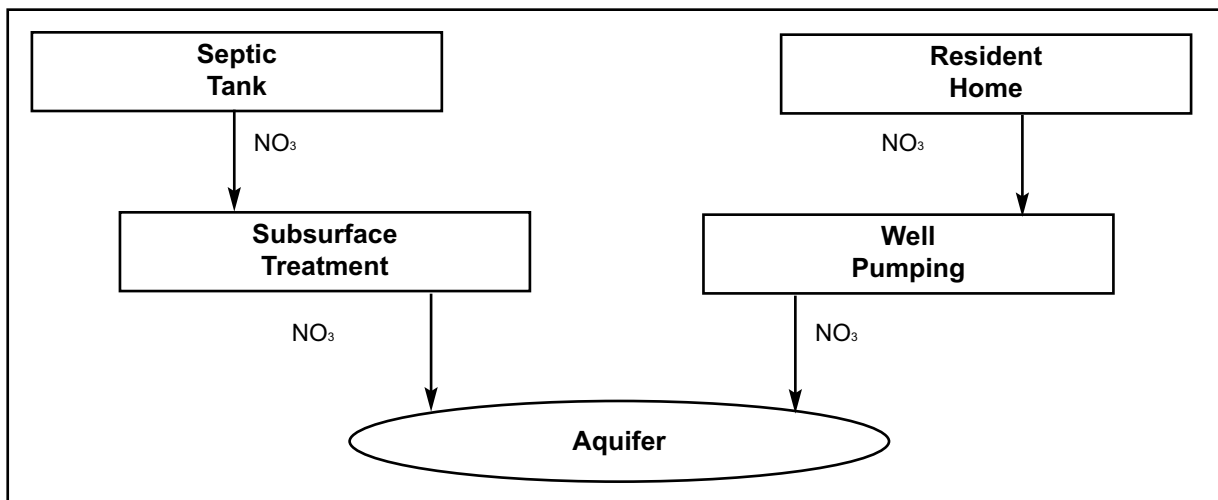 Septic
Tank
Resident
Home
NO₃
NO₃
Subsurface
Treatment
Well
Pumping
NO₃
NO₃
Aquifer